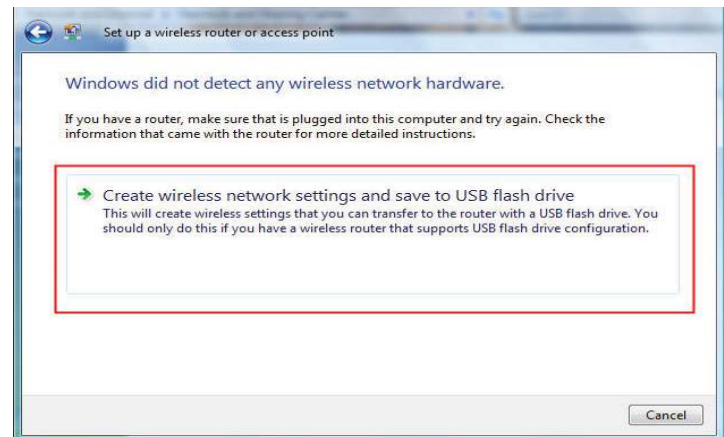 Set up a wireless router or access point
Windows did not detect any wireless network hardware.
If you have a router, make sure that is plugged into this computer and try again. Check the
information that came with the router for more detailed instructions.
Create wireless network settings and save to USB flash drive
This will create wireless settings that you can transfer to the router with a USB flash drive. You
should only do this if you have a wireless router that supports USB flash drive configuration.
Cancel